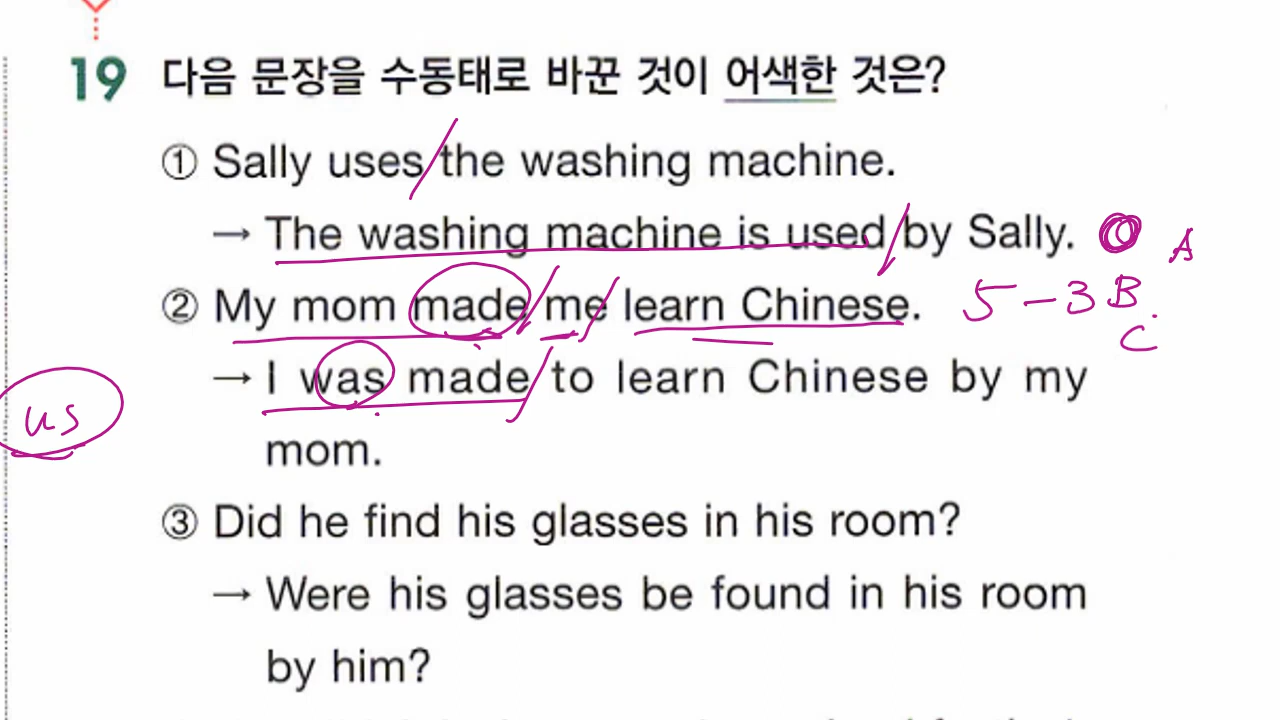 19 다음 문장을 수동태로 바꾼 것이 어색한 것은?
① Sally uses the washing machine.
→ The washing machine is used by Sally. A
② My mom made me learn Chinese. 5-3 B
C
→ I was made to learn Chinese by my
us
mom.
③ Did he find his glasses in his room?
→ Were his glasses be found in his room
by him?